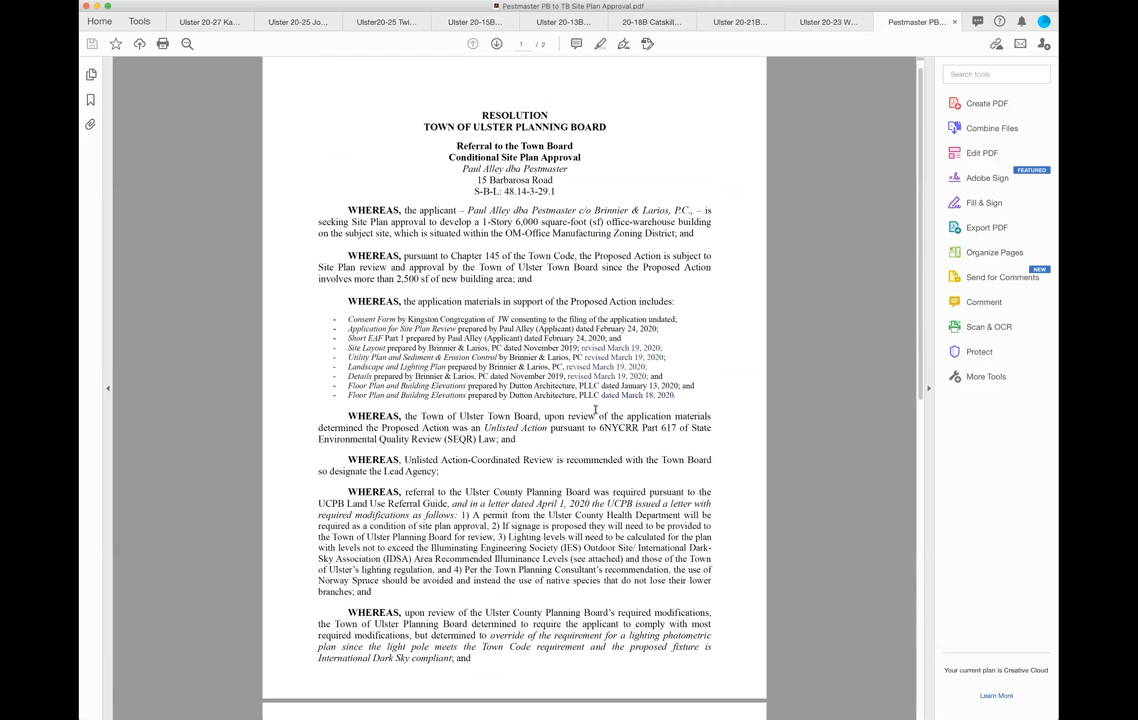 Pestmaster PB to TB Site Plan Approval.pdf
Home
Tools
Ulster 20-27 Ka...
Ulster 20-25 Jo...
Ulster20-25 Twi...
Ulster 20-15B...
Ulster 20-13B...
20-18B Catskill...
Ulster 20-21B...
Ulster 20-23 W...
Pestmaster PB... ×
1 / 2
RESOLUTION
TOWN OF ULSTER PLANNING BOARD
Referral to the Town Board
Conditional Site Plan Approval
Paul Alley dba Pestmaster
15 Barbarosa Road
S-B-L: 48.14-3-29.1
WHEREAS, the applicant – Paul Alley dba Pestmaster c/o Brinnier & Larios, P.C., – is
seeking Site Plan approval to develop a 1-Story 6,000 square-foot (sf) office-warehouse building
on the subject site, which is situated within the OM-Office Manufacturing Zoning District; and
WHEREAS, pursuant to Chapter 145 of the Town Code, the Proposed Action is subject to
Site Plan review and approval by the Town of Ulster Town Board since the Proposed Action
involves more than 2,500 sf of new building area; and
WHEREAS, the application materials in support of the Proposed Action includes:
- Consent Form by Kingston Congregation of JW consenting to the filing of the application undated;
- Application for Site Plan Review prepared by Paul Alley (Applicant) dated February 24, 2020;
- Short EAF Part 1 prepared by Paul Alley (Applicant) dated February 24, 2020; and
- Site Layout prepared by Brinnier & Larios, PC dated November 2019; revised March 19, 2020;
- Utility Plan and Sediment & Erosion Control by Brinnier & Larios, PC revised March 19, 2020;
- Landscape and Lighting Plan prepared by Brinnier & Larios, PC, revised March 19, 2020;
- Details prepared by Brinnier & Larios, PC dated November 2019, revised March 19, 2020; and
- Floor Plan and Building Elevations prepared by Dutton Architecture, PLLC dated January 13, 2020; and
- Floor Plan and Building Elevations prepared by Dutton Architecture, PLLC dated March 18, 2020.
WHEREAS, the Town of Ulster Town Board, upon review of the application materials
determined the Proposed Action was an Unlisted Action pursuant to 6NYCRR Part 617 of State
Environmental Quality Review (SEQR) Law; and
WHEREAS, Unlisted Action-Coordinated Review is recommended with the Town Board
so designate the Lead Agency;
WHEREAS, referral to the Ulster County Planning Board was required pursuant to the
UCPB Land Use Referral Guide, and in a letter dated April 1, 2020 the UCPB issued a letter with
required modifications as follows: 1) A permit from the Ulster County Health Department will be
required as a condition of site plan approval, 2) If signage is proposed they will need to be provided to
the Town of Ulster Planning Board for review, 3) Lighting levels will need to be calculated for the plan
with levels not to exceed the Illuminating Engineering Society (IES) Outdoor Site/ International Dark-
Sky Association (IDSA) Area Recommended Illuminance Levels (see attached) and those of the Town
of Ulster's lighting regulation, and 4) Per the Town Planning Consultant's recommendation, the use of
Norway Spruce should be avoided and instead the use of native species that do not lose their lower
branches; and
WHEREAS, upon review of the Ulster County Planning Board's required modifications,
the Town of Ulster Planning Board determined to require the applicant to comply with most
required modifications, but determined to override of the requirement for a lighting photometric
plan since the light pole meets the Town Code requirement and the proposed fixture is
International Dark Sky compliant; and
Search tools
Create PDF
Combine Files
Edit PDF
FEATURED
Adobe Sign
Fill & Sign
Export PDF
Organize Pages
NEW
Send for Comments
Comment
Scan & OCR
Protect
More Tools
Your current plan is Creative Cloud
Learn More